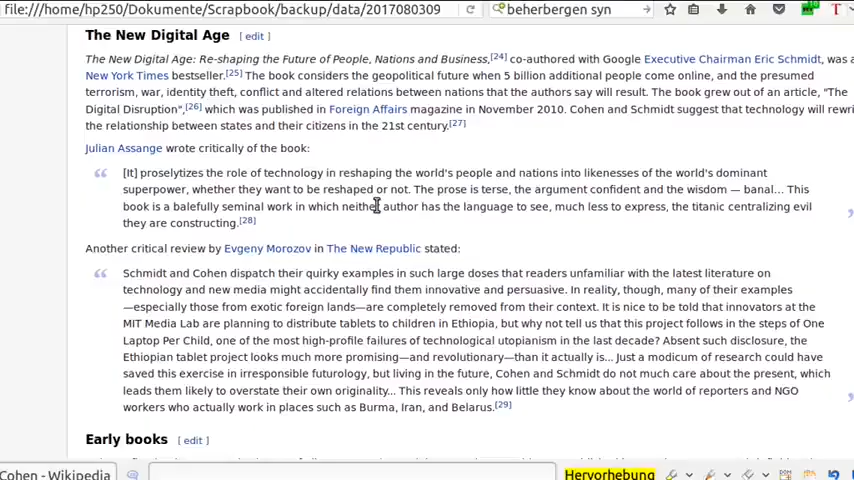 file:///home/hp250/Dokumente/Scrapbook/backup/data/2017080309
beherbergen syn
The New Digital Age [ edit ]
The New Digital Age: Re-shaping the Future of People, Nations and Business,[24] co-authored with Google Executive Chairman Eric Schmidt, was a
New York Times bestseller.[25] The book considers the geopolitical future when 5 billion additional people come online, and the presumed
terrorism, war, identity theft, conflict and altered relations between nations that the authors say will result. The book grew out of an article, "The
Digital Disruption",[26] which was published in Foreign Affairs magazine in November 2010. Cohen and Schmidt suggest that technology will rewri
the relationship between states and their citizens in the 21st century.[27]
Julian Assange wrote critically of the book:
[It] proselytizes the role of technology in reshaping the world's people and nations into likenesses of the world's dominant
superpower, whether they want to be reshaped or not. The prose is terse, the argument confident and the wisdom — banal... This
book is a balefully seminal work in which neither author has the language to see, much less to express, the titanic centralizing evil
they are constructing.[28]
Another critical review by Evgeny Morozov in The New Republic stated:
Schmidt and Cohen dispatch their quirky examples in such large doses that readers unfamiliar with the latest literature on
technology and new media might accidentally find them innovative and persuasive. In reality, though, many of their examples
—especially those from exotic foreign lands—are completely removed from their context. It is nice to be told that innovators at the
MIT Media Lab are planning to distribute tablets to children in Ethiopia, but why not tell us that this project follows in the steps of One
Laptop Per Child, one of the most high-profile failures of technological utopianism in the last decade? Absent such disclosure, the
Ethiopian tablet project looks much more promising—and revolutionary—than it actually is... Just a modicum of research could have
saved this exercise in irresponsible futurology, but living in the future, Cohen and Schmidt do not much care about the present, which
leads them likely to overstate their own originality... This reveals only how little they know about the world of reporters and NGO
workers who actually work in places such as Burma, Iran, and Belarus.[29]
Early books [ edit ]
Cohen - Wikipedia
Hervorhebung